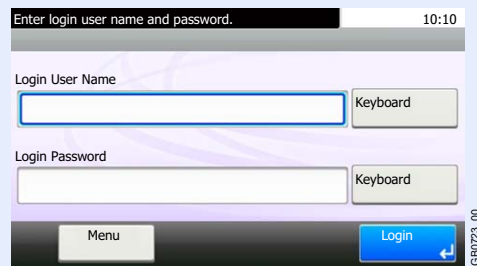 Enter login user name and password. 10:10
Login User Name
Keyboard
Login Password
Keyboard
Menu Login
GB0723_00